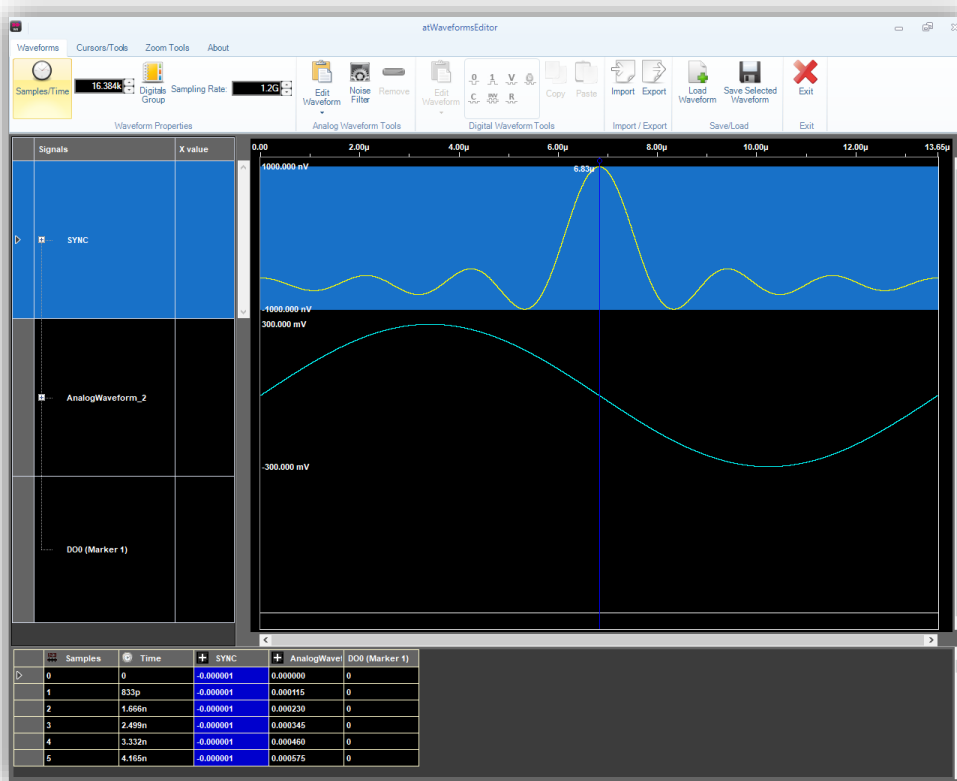 atWaveformsEditor
Waveforms Cursors/Tools Zoom Tools About
Samples/Time 16.384k Digitals Group Sampling Rate: 1.2G Edit Waveform Noise Filter Remove Edit Waveform 0 1 V C INV R Copy Paste Import Export Load Waveform Save Selected Waveform Exit
Waveform Properties Analog Waveform Tools Digital Waveform Tools Import / Export Save/Load Exit
Signals X value 0.00 2.00µ 4.00µ 6.00µ 8.00µ 10.00µ 12.00µ 13.65µ
1000.000 nV 6.83µ
SYNC
-1000.000 nV
300.000 mV
AnalogWaveform_2
-300.000 mV
DO0 (Marker 1)
Samples Time SYNC AnalogWavef DO0 (Marker 1)
0 0 -0.000001 0.000000 0
1 833p -0.000001 0.000115 0
2 1.666n -0.000001 0.000230 0
3 2.499n -0.000001 0.000345 0
4 3.332n -0.000001 0.000460 0
5 4.165n -0.000001 0.000575 0